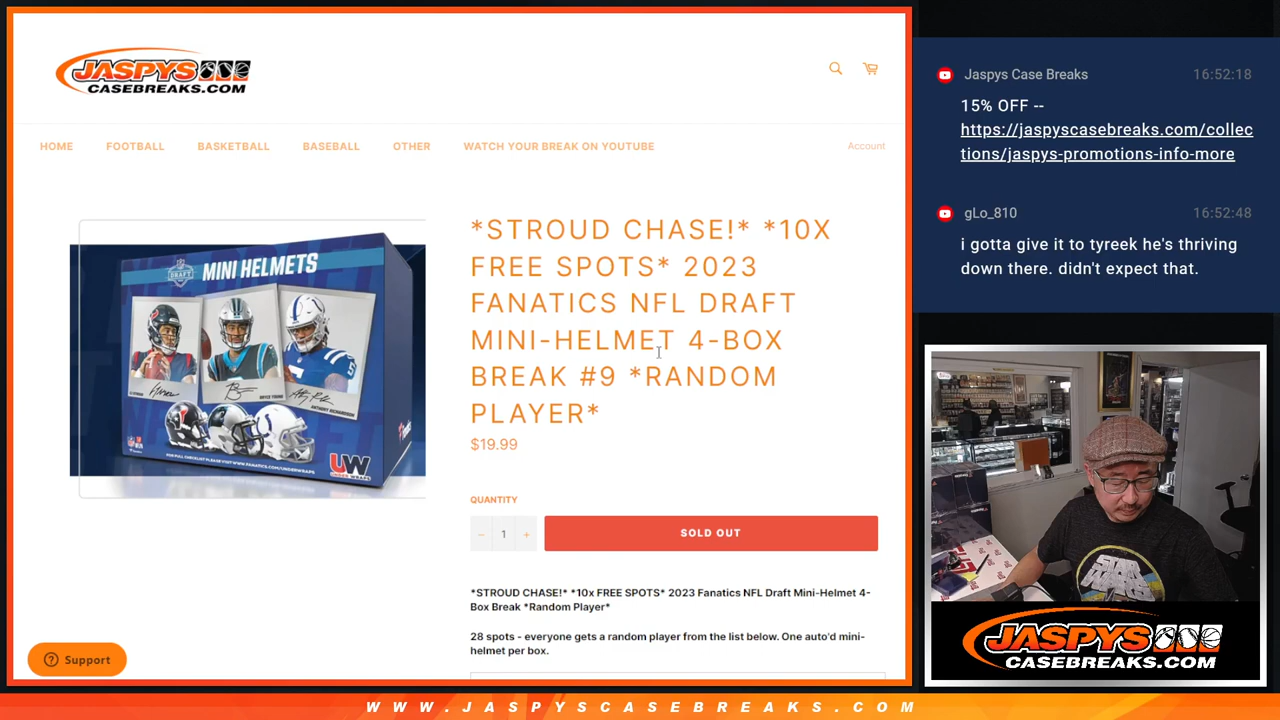 JASPYS
CASEBREAKS.COM
HOME FOOTBALL BASKETBALL BASEBALL OTHER WATCH YOUR BREAK ON YOUTUBE Account
DRAFT
MINI HELMETS
UW
*STROUD CHASE!* *10X
FREE SPOTS* 2023
FANATICS NFL DRAFT
MINI-HELMET 4-BOX
BREAK #9 *RANDOM
PLAYER*
$19.99
QUANTITY
− 1 +
SOLD OUT
*STROUD CHASE!* *10x FREE SPOTS* 2023 Fanatics NFL Draft Mini-Helmet 4-
Box Break *Random Player*
28 spots - everyone gets a random player from the list below. One auto'd mini-
helmet per box.
Support
Jaspys Case Breaks 16:52:18
15% OFF --
https://jaspyscasebreaks.com/collec
tions/jaspys-promotions-info-more
gLo_810 16:52:48
i gotta give it to tyreek he's thriving
down there. didn't expect that.
JASPYS
CASEBREAKS.COM
WWW.JASPYSCASEBREAKS.COM